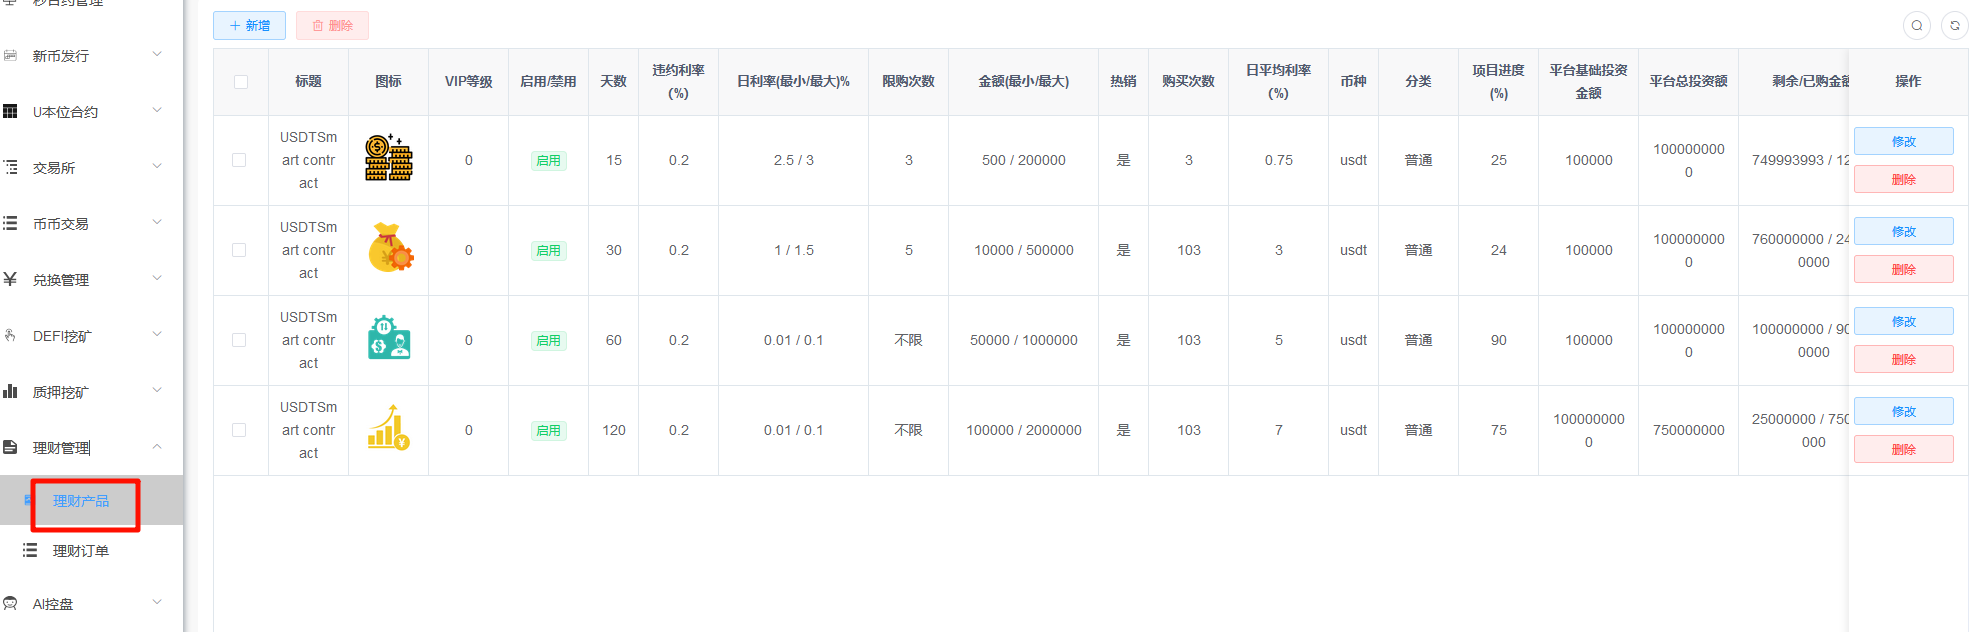 秒合约管理
新币发行
U本位合约
交易所
币币交易
兑换管理
DEFI挖矿
质押挖矿
理财管理
理财产品
理财订单
AI控盘
新增 删除
标题 图标 VIP等级 启用/禁用 天数 违约利率(%) 日利率(最小/最大)% 限购次数 金额(最小/最大) 热销 购买次数 日平均利率(%) 币种 分类 项目进度(%) 平台基础投资金额 平台总投资额 剩余/已购金额 操作
USDTSmart contract 0 启用 15 0.2 2.5 / 3 3 500 / 200000 是 3 0.75 usdt 普通 25 100000 1000000000 749993993 / 12 修改 删除
USDTSmart contract 0 启用 30 0.2 1 / 1.5 5 10000 / 500000 是 103 3 usdt 普通 24 100000 1000000000 760000000 / 240000 修改 删除
USDTSmart contract 0 启用 60 0.2 0.01 / 0.1 不限 50000 / 1000000 是 103 5 usdt 普通 90 100000 1000000000 100000000 / 900000 修改 删除
USDTSmart contract 0 启用 120 0.2 0.01 / 0.1 不限 100000 / 2000000 是 103 7 usdt 普通 75 1000000000 750000000 25000000 / 750000 修改 删除